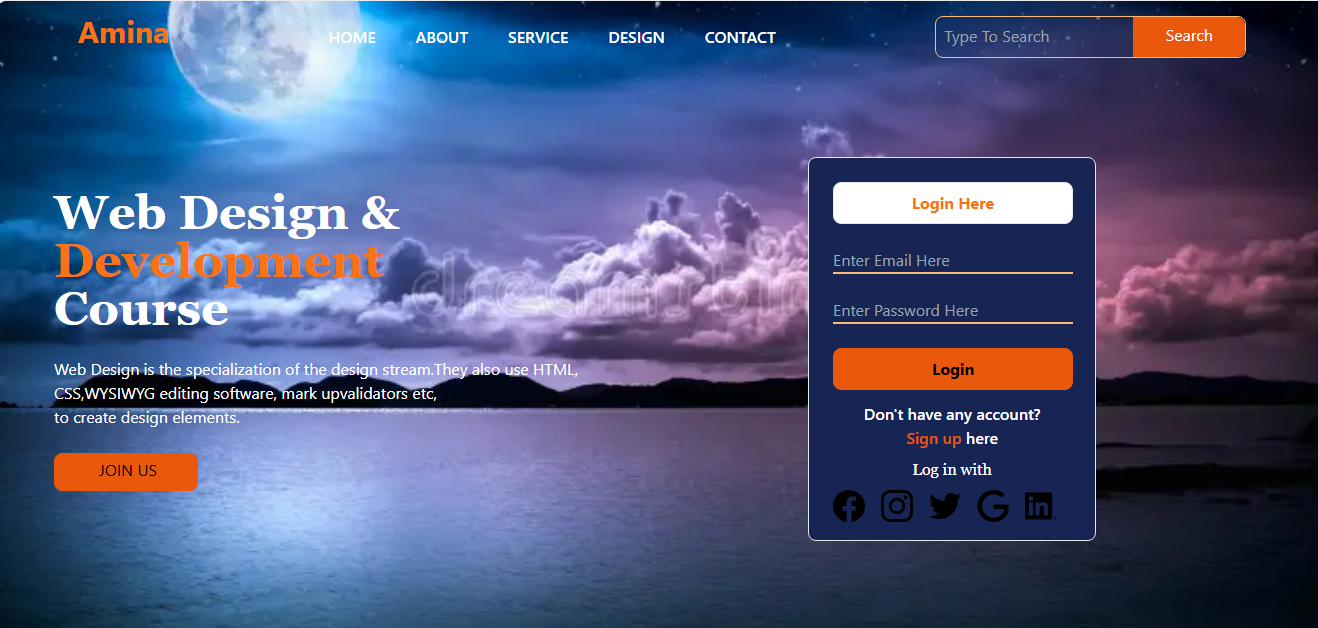 Amina
HOME ABOUT SERVICE DESIGN CONTACT
Type To Search Search
Web Design &
Development
Course
Web Design is the specialization of the design stream.They also use HTML,
CSS,WYSIWYG editing software, mark upvalidators etc,
to create design elements.
JOIN US
Login Here
Enter Email Here
Enter Password Here
Login
Don't have any account?
Sign up here
Log in with
in